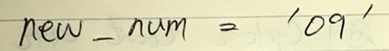 new_num = '09'